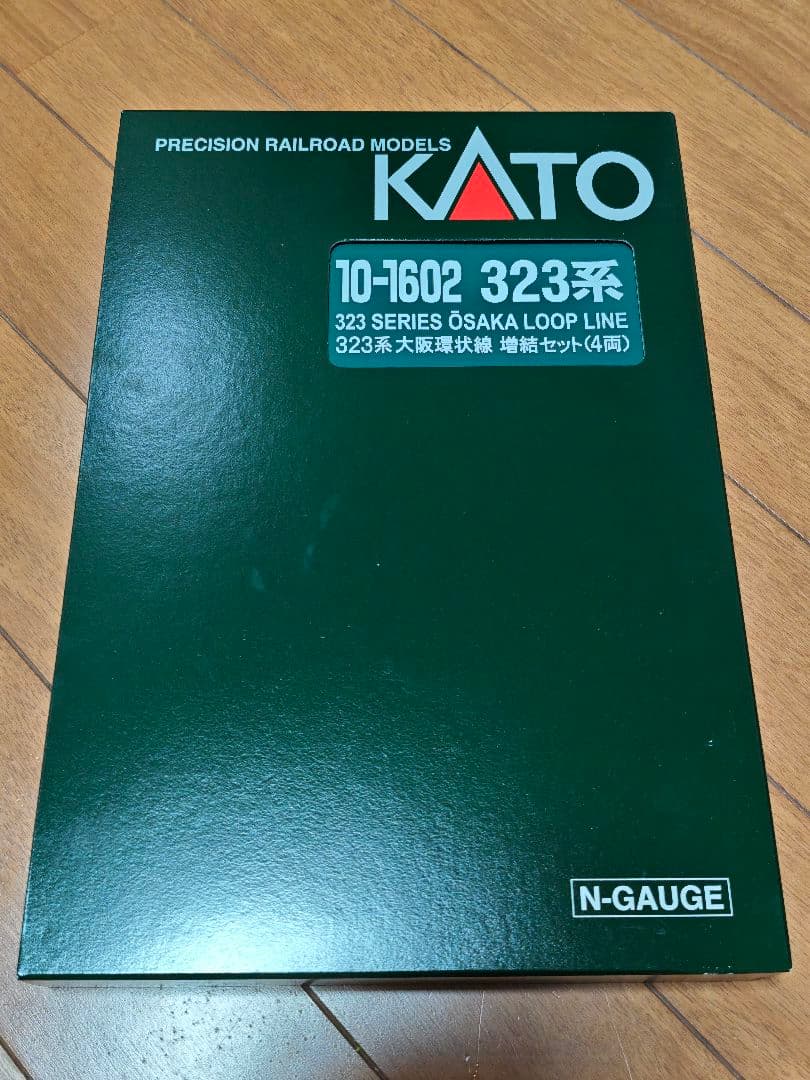 PRECISION RAILROAD MODELS
KATO
10-1602 323系
323 SERIES ŌSAKA LOOP LINE
323系 大阪環状線 増結セット(4両)
N-GAUGE